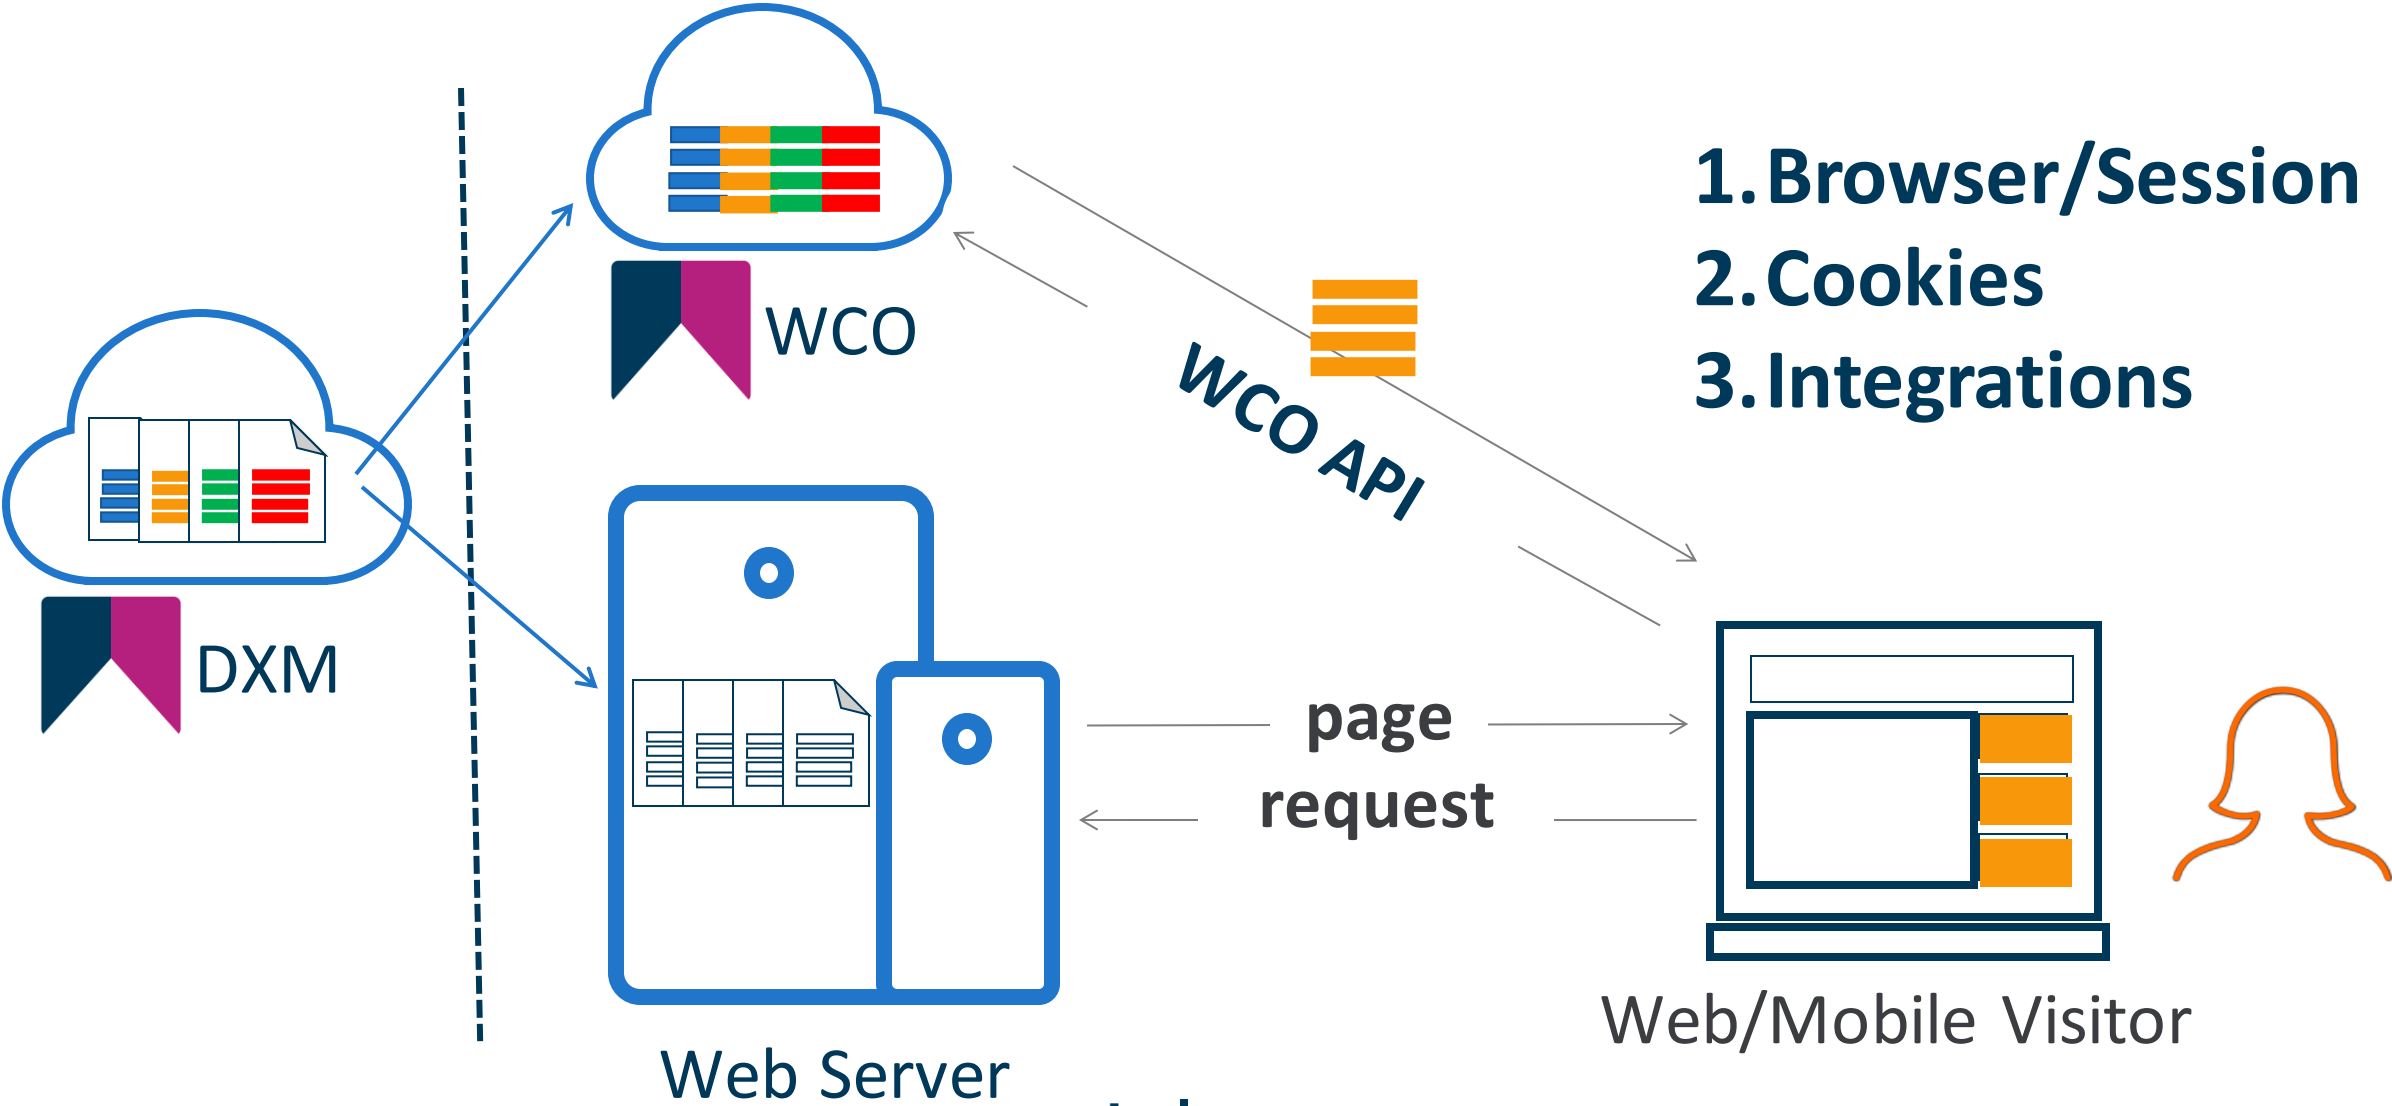 1. Browser/Session
2. Cookies
3. Integrations
WCO
WCO API
DXM
page
request
Web/Mobile Visitor
Web Server